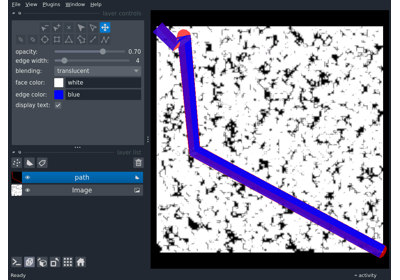 File View Plugins Window Help
layer controls
opacity: 0.70
edge width: 4
blending: translucent
face color: white
edge color: blue
display text:
layer list
path
Image
Ready
activity